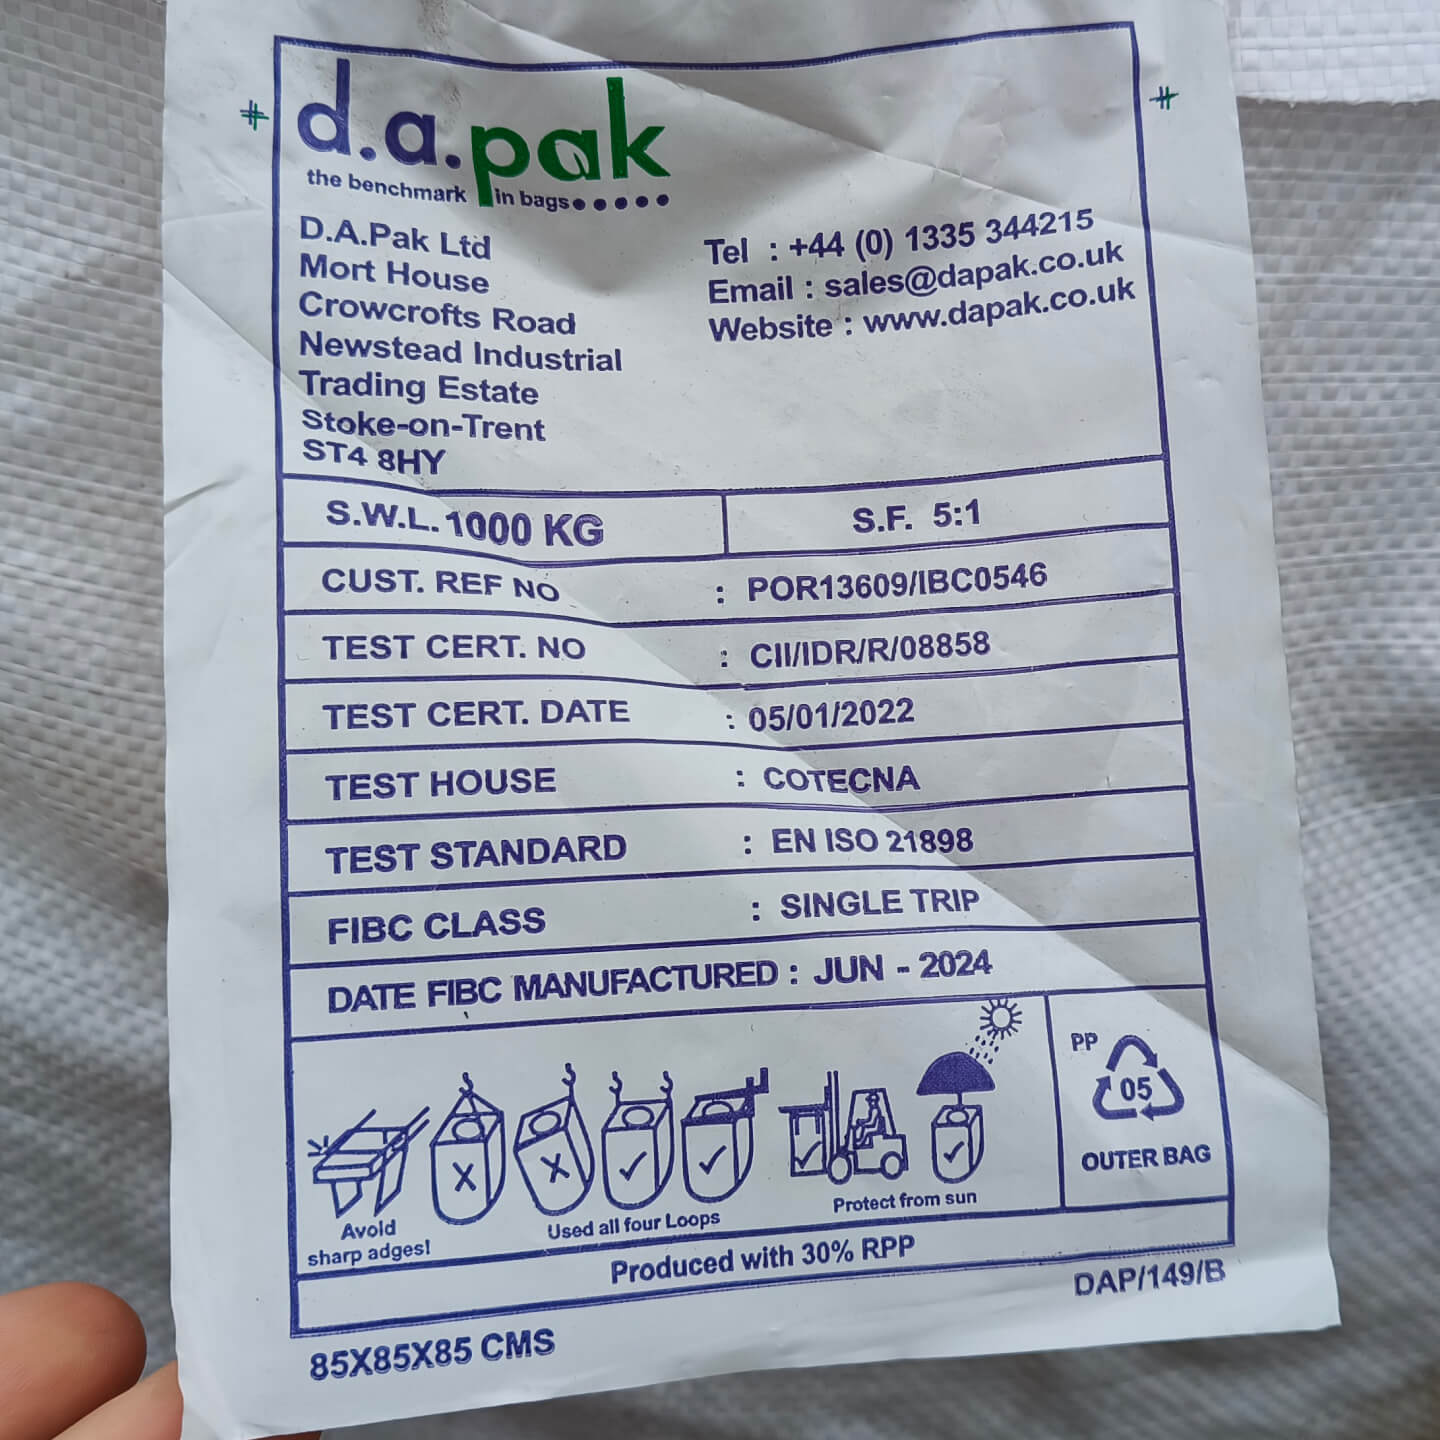 d.a.pak
the benchmark in bags.....
D.A.Pak Ltd
Mort House
Crowcrofts Road
Newstead Industrial
Trading Estate
Stoke-on-Trent
ST4 8HY
Tel : +44 (0) 1335 344215
Email : sales@dapak.co.uk
Website : www.dapak.co.uk
S.W.L. 1000 KG
S.F. 5:1
CUST. REF NO : POR13609/IBC0546
TEST CERT. NO : CII/IDR/R/08858
TEST CERT. DATE : 05/01/2022
TEST HOUSE : COTECNA
TEST STANDARD : EN ISO 21898
FIBC CLASS : SINGLE TRIP
DATE FIBC MANUFACTURED : JUN - 2024
Avoid
sharp adges!
Used all four Loops
Protect from sun
PP
05
OUTER BAG
Produced with 30% RPP
DAP/149/B
85X85X85 CMS